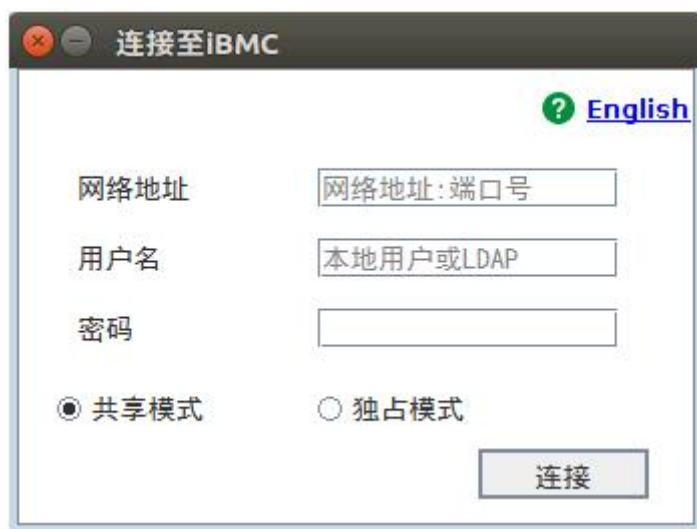 连接至iBMC
? English
网络地址 网络地址:端口号
用户名 本地用户或LDAP
密码
共享模式 独占模式
连接